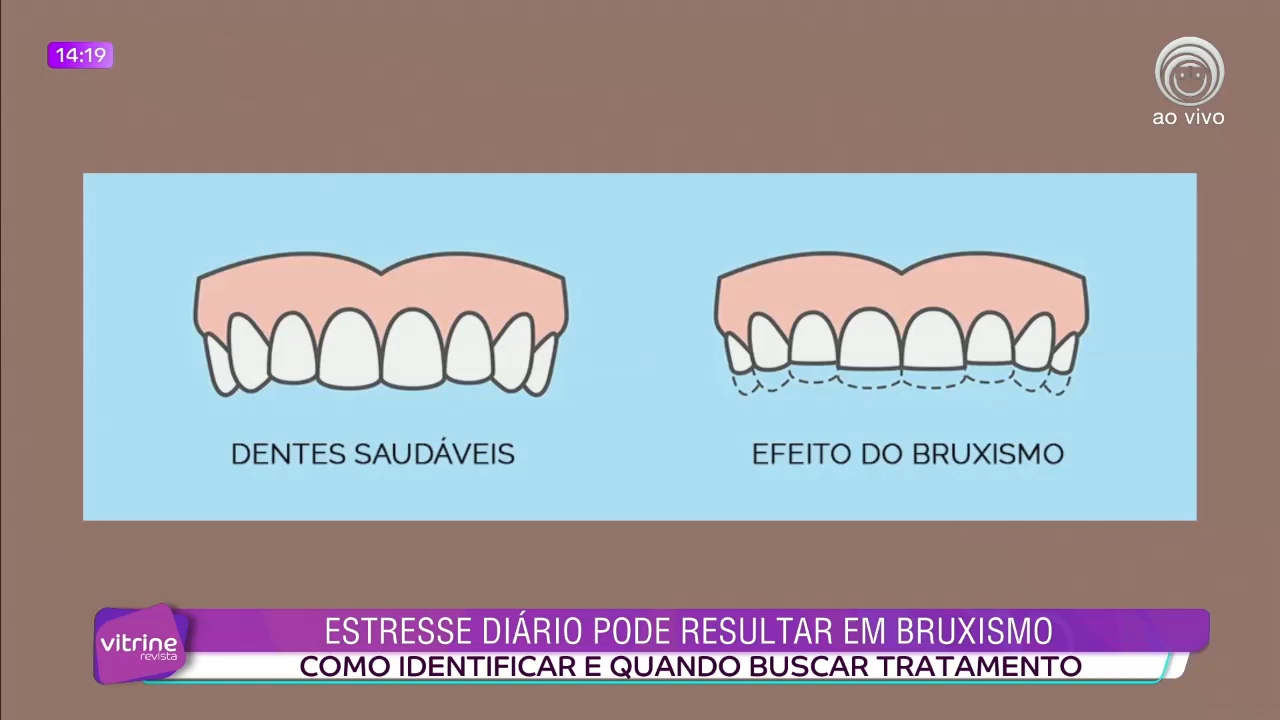 14:19
ao vivo
DENTES SAUDÁVEIS
EFEITO DO BRUXISMO
vitrine
revista
ESTRESSE DIÁRIO PODE RESULTAR EM BRUXISMO
COMO IDENTIFICAR E QUANDO BUSCAR TRATAMENTO